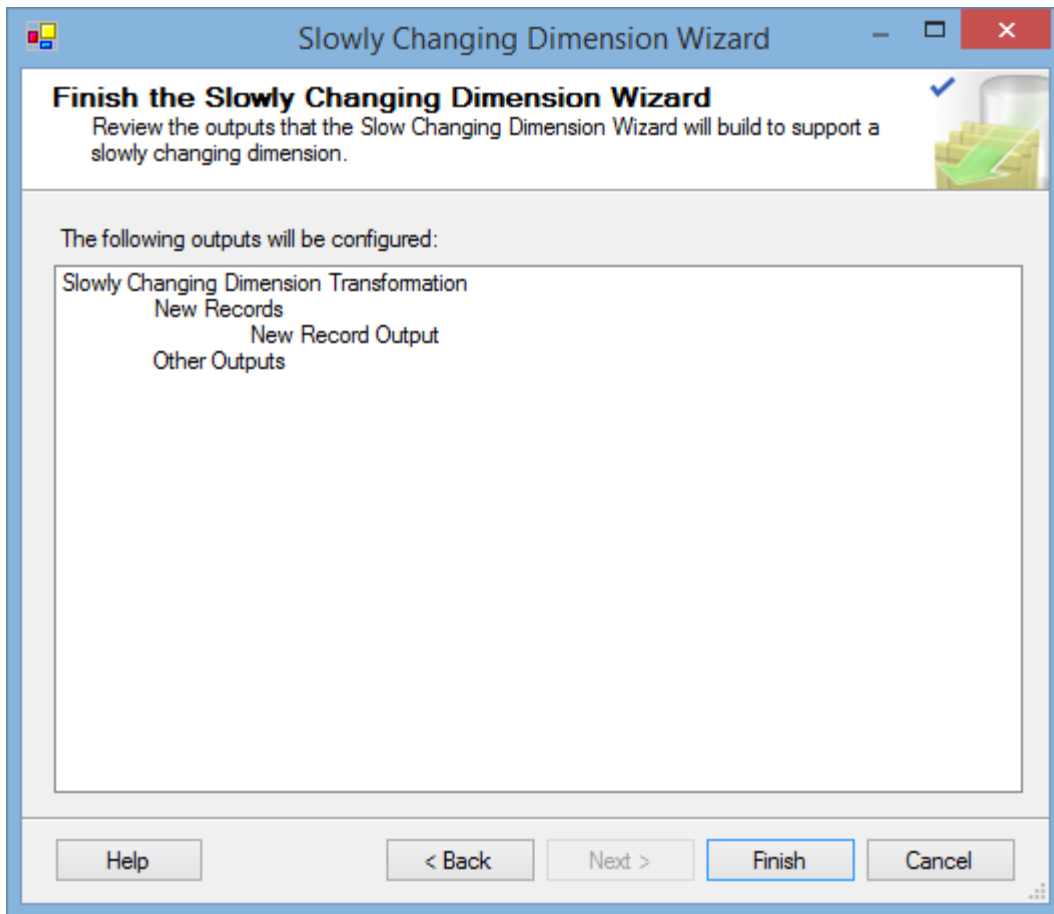 Slowly Changing Dimension Wizard
Finish the Slowly Changing Dimension Wizard
Review the outputs that the Slow Changing Dimension Wizard will build to support a
slowly changing dimension.
The following outputs will be configured:
Slowly Changing Dimension Transformation
New Records
New Record Output
Other Outputs
Help
< Back
Next >
Finish
Cancel